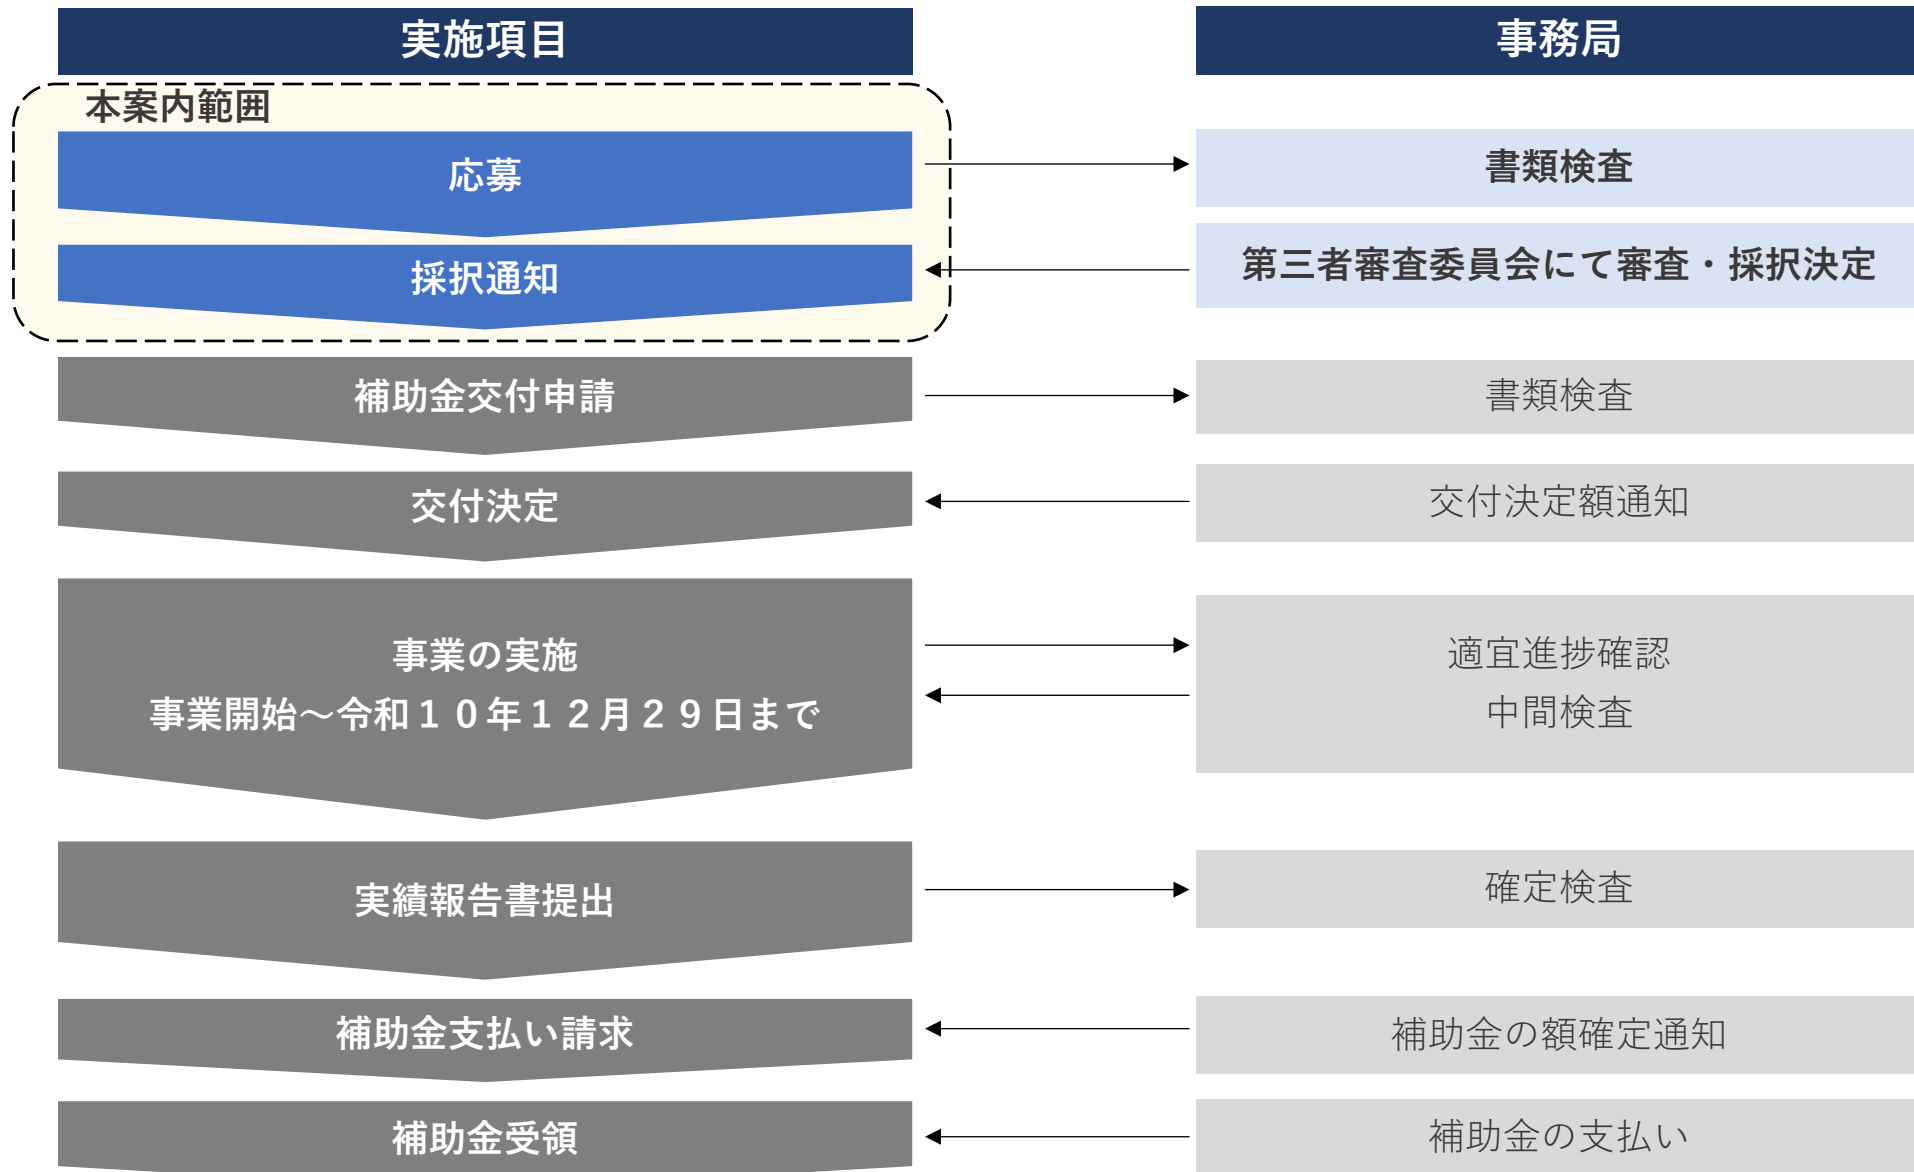 実施項目
事務局
本案内範囲
応募
書類検査
採択通知
第三者審査委員会にて審査・採択決定
補助金交付申請
書類検査
交付決定
交付決定額通知
事業の実施
事業開始～令和１０年１２月２９日まで
適宜進捗確認
中間検査
実績報告書提出
確定検査
補助金支払い請求
補助金の額確定通知
補助金受領
補助金の支払い